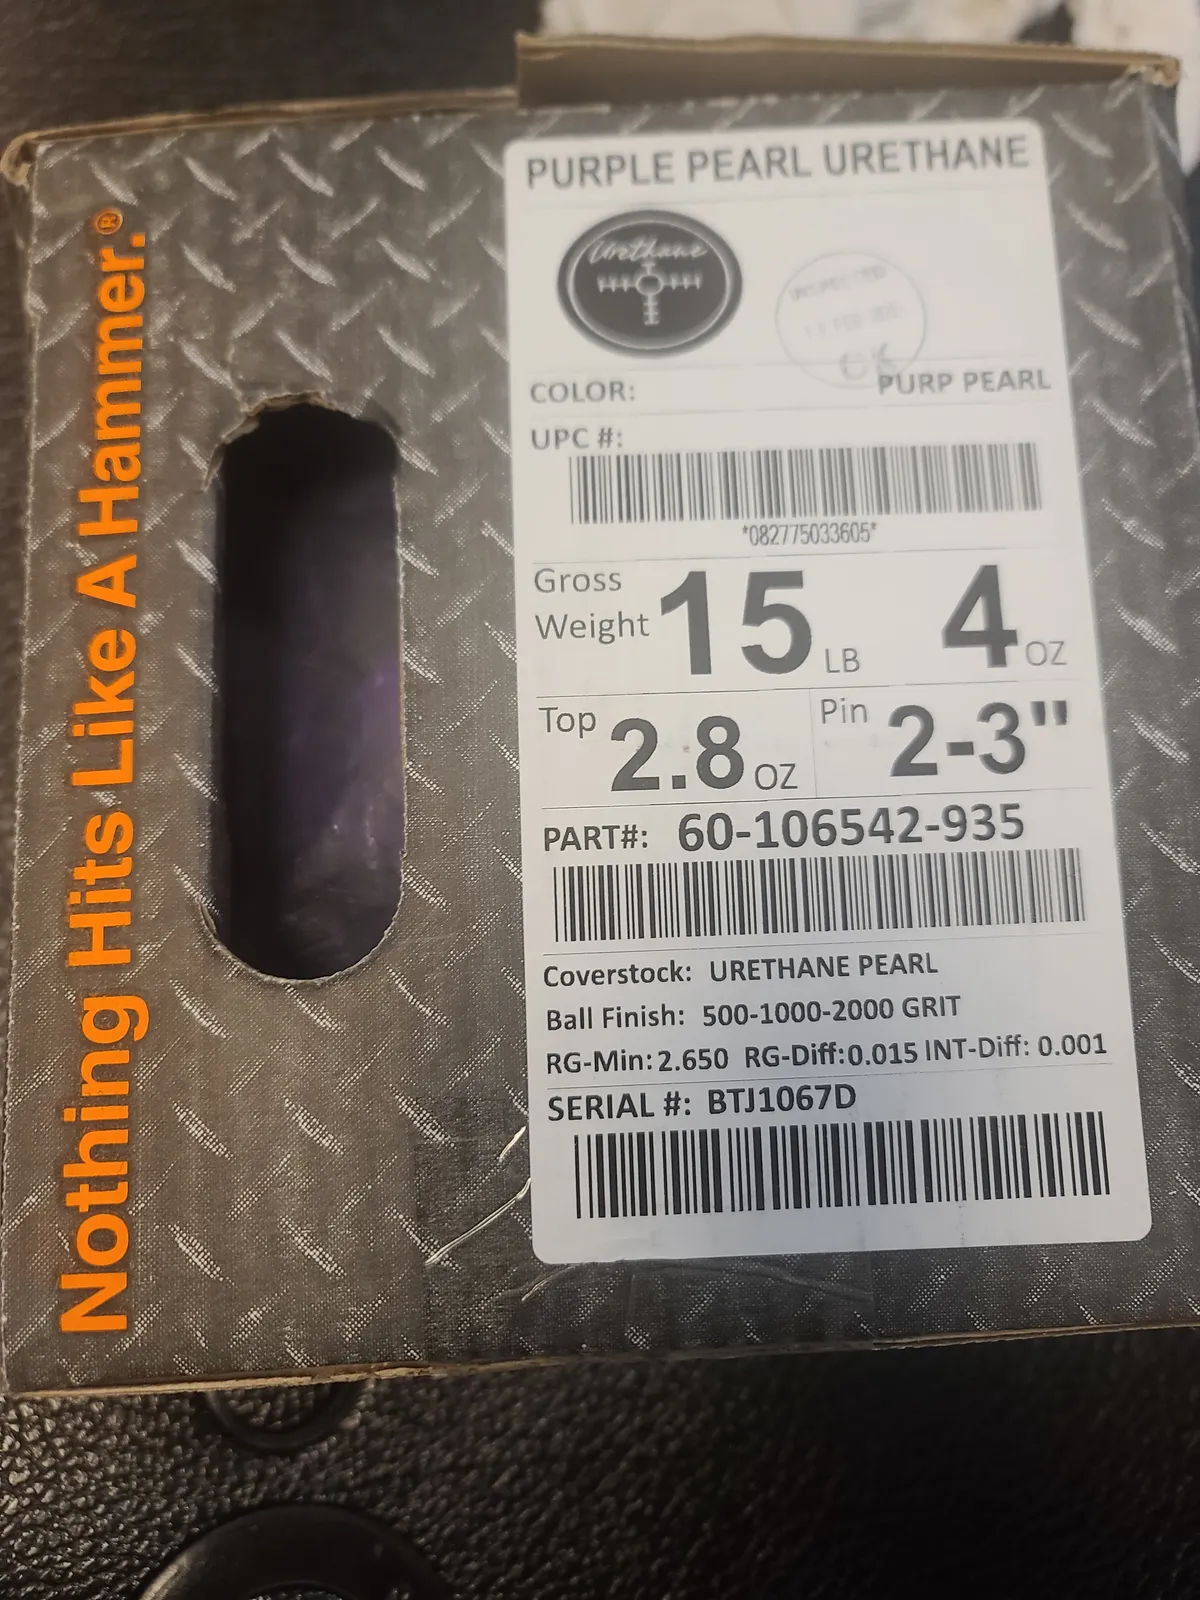 Nothing Hits Like A Hammer.®
PURPLE PEARL URETHANE
Urethane
INSPECTED
OK
COLOR: PURP PEARL
UPC #:
*082775033605*
Gross Weight 15 LB 4 OZ
Top 2.8 OZ Pin 2-3"
PART#: 60-106542-935
Coverstock: URETHANE PEARL
Ball Finish: 500-1000-2000 GRIT
RG-Min: 2.650 RG-Diff: 0.015 INT-Diff: 0.001
SERIAL #: BTJ1067D